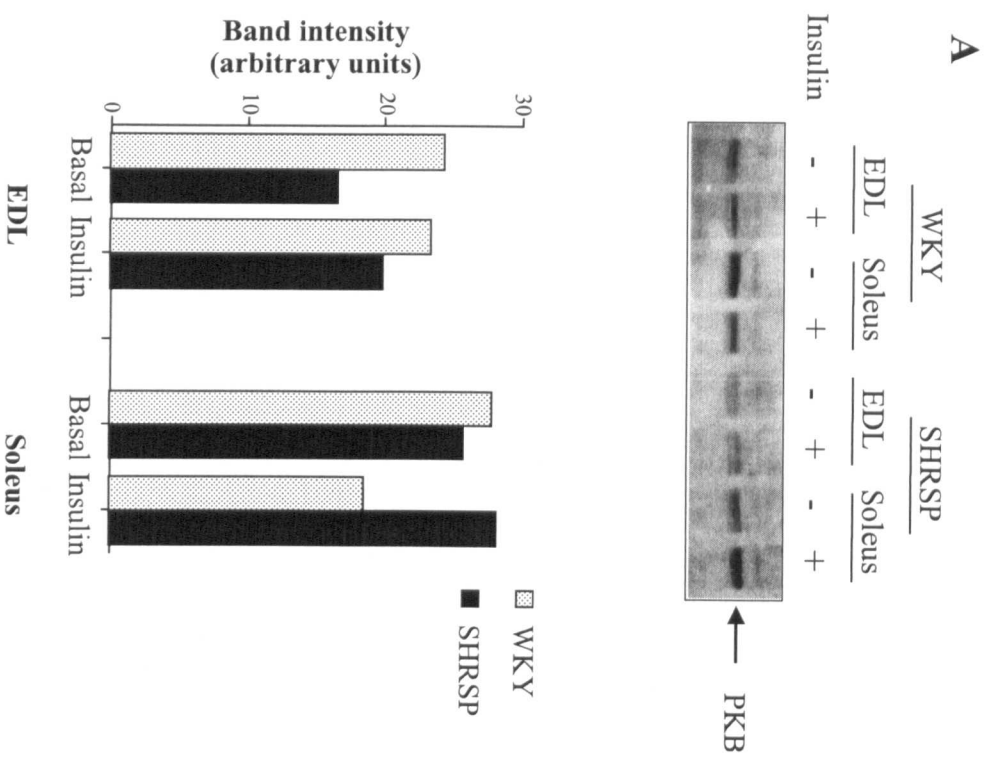 A
WKY SHRSP
EDL Soleus EDL Soleus
Insulin - + - + - + - +
PKB
Band intensity
(arbitrary units)
30
20
10
0
WKY
SHRSP
Basal Insulin Basal Insulin
EDL Soleus